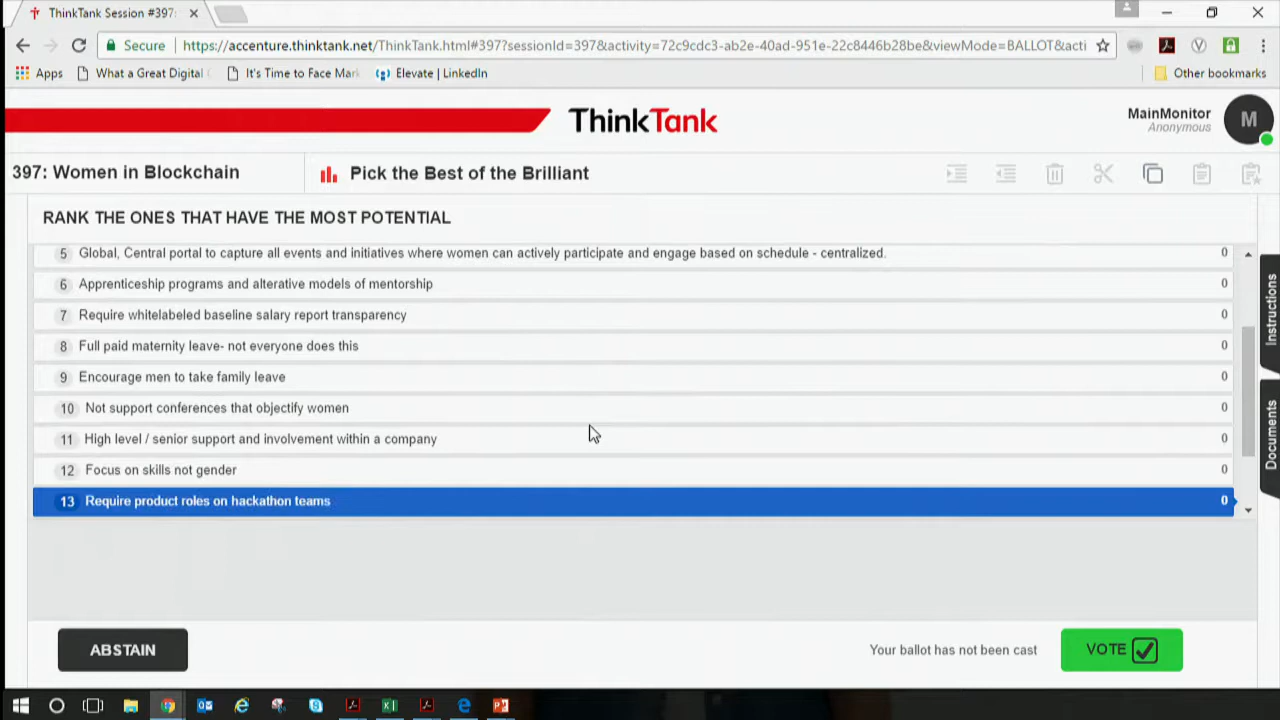 ThinkTank Session #397:
Secure
https://accenture.thinktank.net/ThinkTank.html#397?sessionId=397&activity=72c9cdc3-ab2e-40ad-951e-22c8446b28be&viewMode=BALLOT&acti
Apps
What a Great Digital
It's Time to Face Mark
Elevate | LinkedIn
Other bookmarks
ThinkTank
MainMonitor
Anonymous
M
397: Women in Blockchain
Pick the Best of the Brilliant
RANK THE ONES THAT HAVE THE MOST POTENTIAL
5 Global, Central portal to capture all events and initiatives where women can actively participate and engage based on schedule - centralized. 0
6 Apprenticeship programs and alterative models of mentorship 0
7 Require whitelabeled baseline salary report transparency 0
8 Full paid maternity leave- not everyone does this 0
9 Encourage men to take family leave 0
10 Not support conferences that objectify women 0
11 High level / senior support and involvement within a company 0
12 Focus on skills not gender 0
13 Require product roles on hackathon teams 0
Instructions
Documents
ABSTAIN
Your ballot has not been cast
VOTE